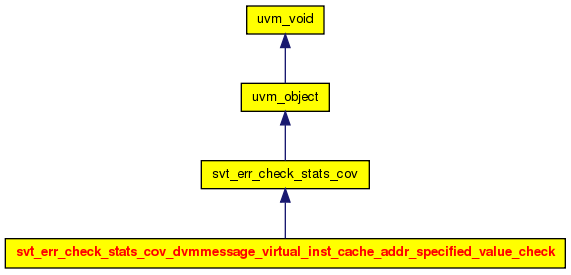 uvm_void
uvm_object
svt_err_check_stats_cov
svt_err_check_stats_cov_dvmmessage_virtual_inst_cache_addr_specified_value_check